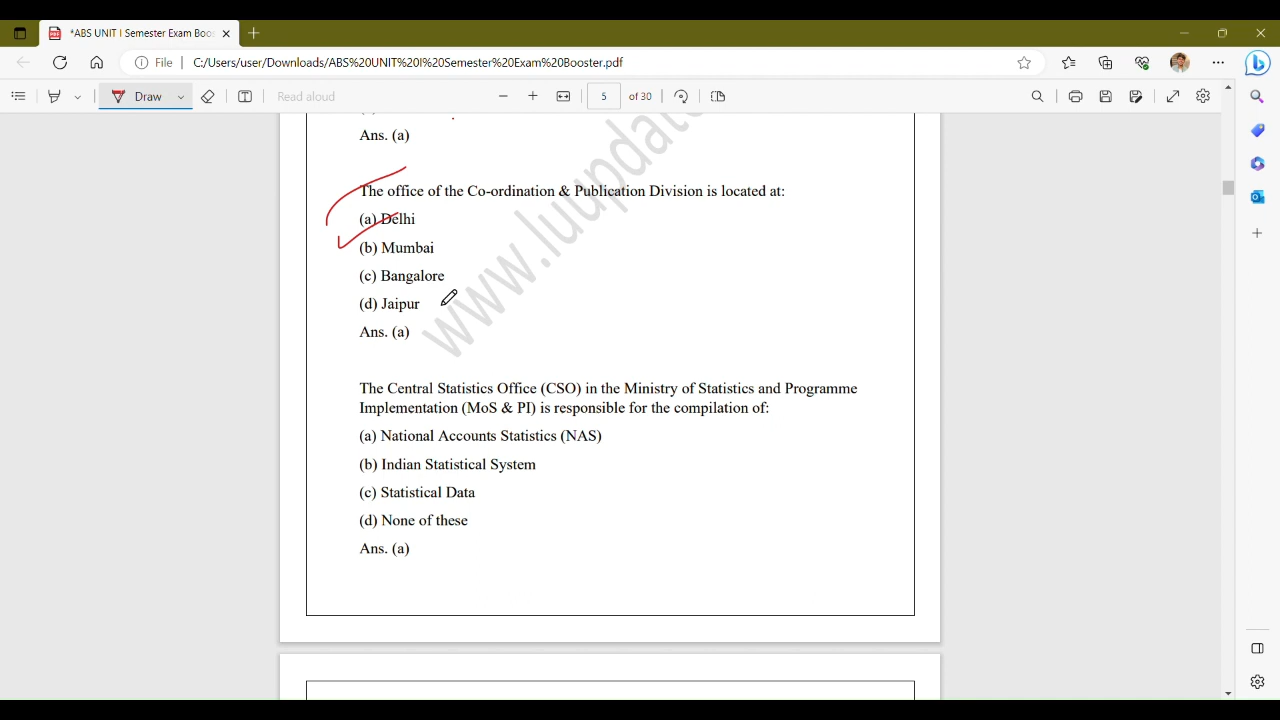 *ABS UNIT I Semester Exam Boo
File | C:/Users/user/Downloads/ABS%20UNIT%20I%20Semester%20Exam%20Booster.pdf
Draw
Read aloud
5 of 30
Ans. (a)
The office of the Co-ordination & Publication Division is located at:
(a) Delhi
(b) Mumbai
(c) Bangalore
(d) Jaipur
Ans. (a)
www.luupdate
The Central Statistics Office (CSO) in the Ministry of Statistics and Programme
Implementation (MoS & PI) is responsible for the compilation of:
(a) National Accounts Statistics (NAS)
(b) Indian Statistical System
(c) Statistical Data
(d) None of these
Ans. (a)